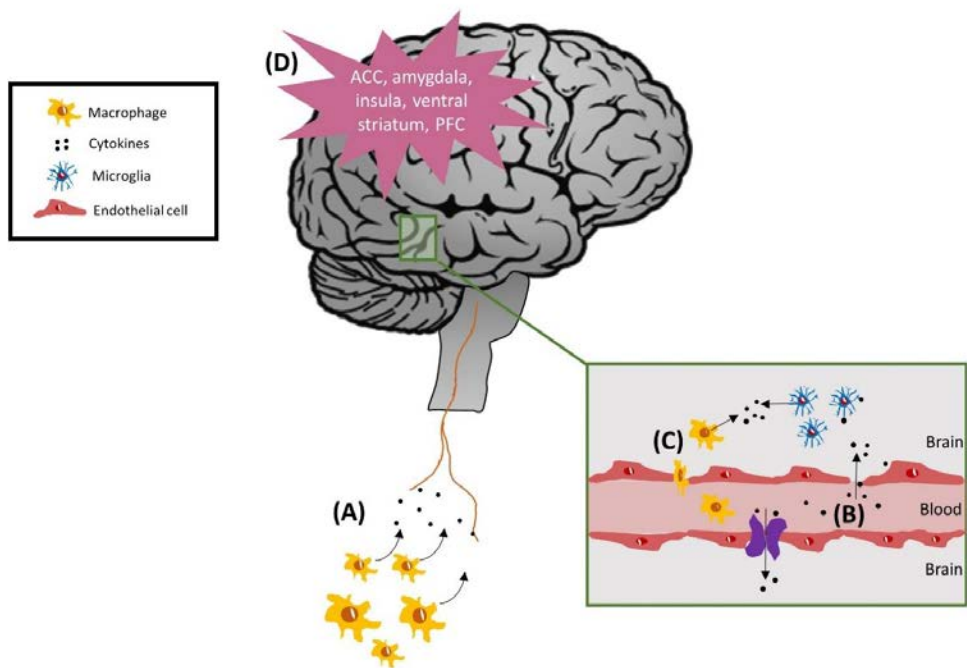 (D)
ACC, amygdala,
insula, ventral
striatum, PFC
Macrophage
Cytokines
Microglia
Endothelial cell
(A)
(C)
Brain
(B)
Blood
Brain